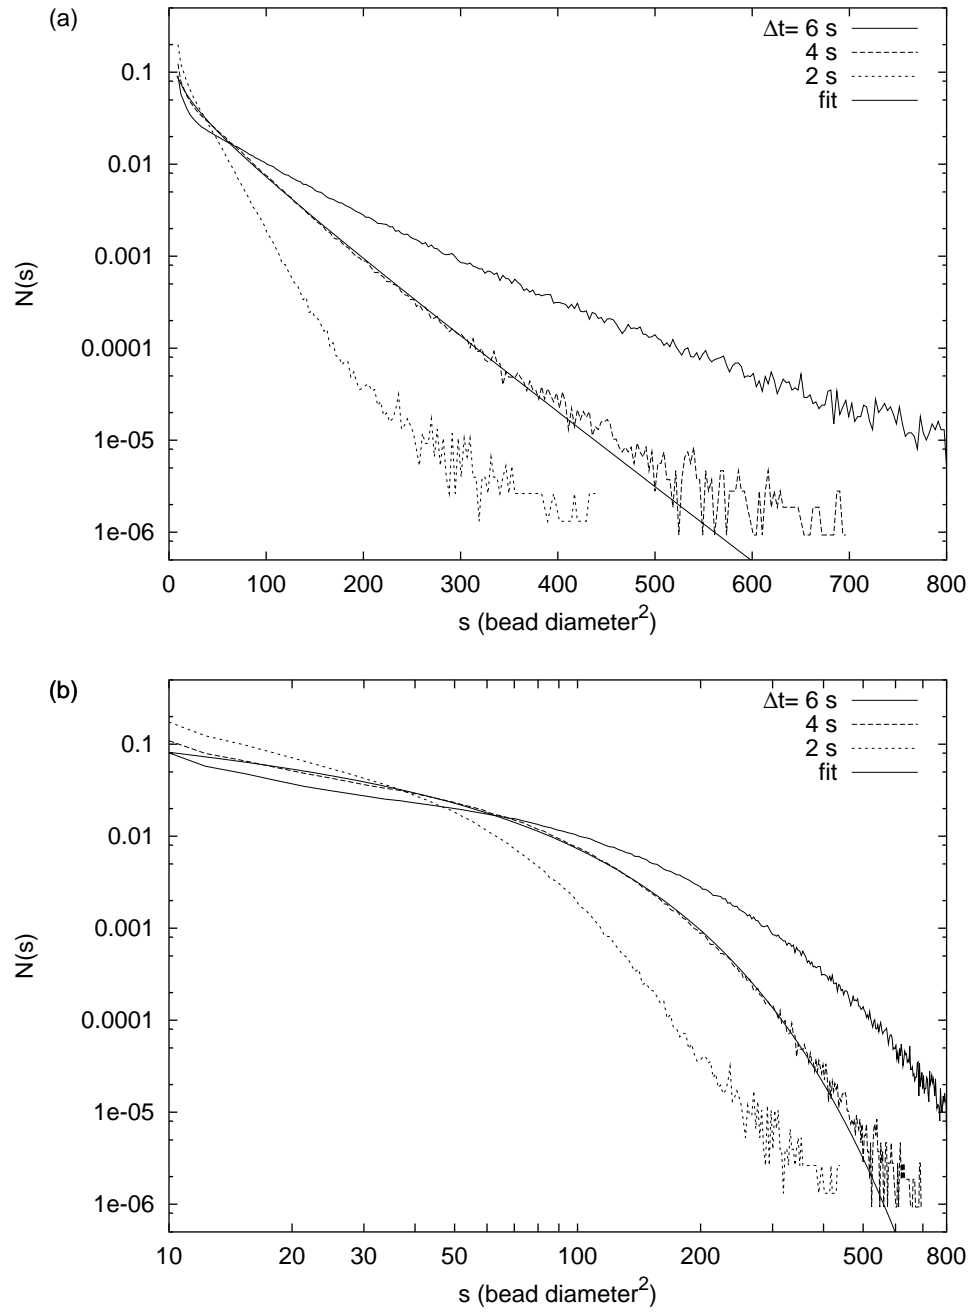 (a)
Δt= 6 s
4 s
2 s
fit
0.1
0.01
0.001
0.0001
1e-05
1e-06
N(s)
0 100 200 300 400 500 600 700 800
s (bead diameter²)
(b)
Δt= 6 s
4 s
2 s
fit
0.1
0.01
0.001
0.0001
1e-05
1e-06
N(s)
10 20 30 50 100 200 300 500 800
s (bead diameter²)